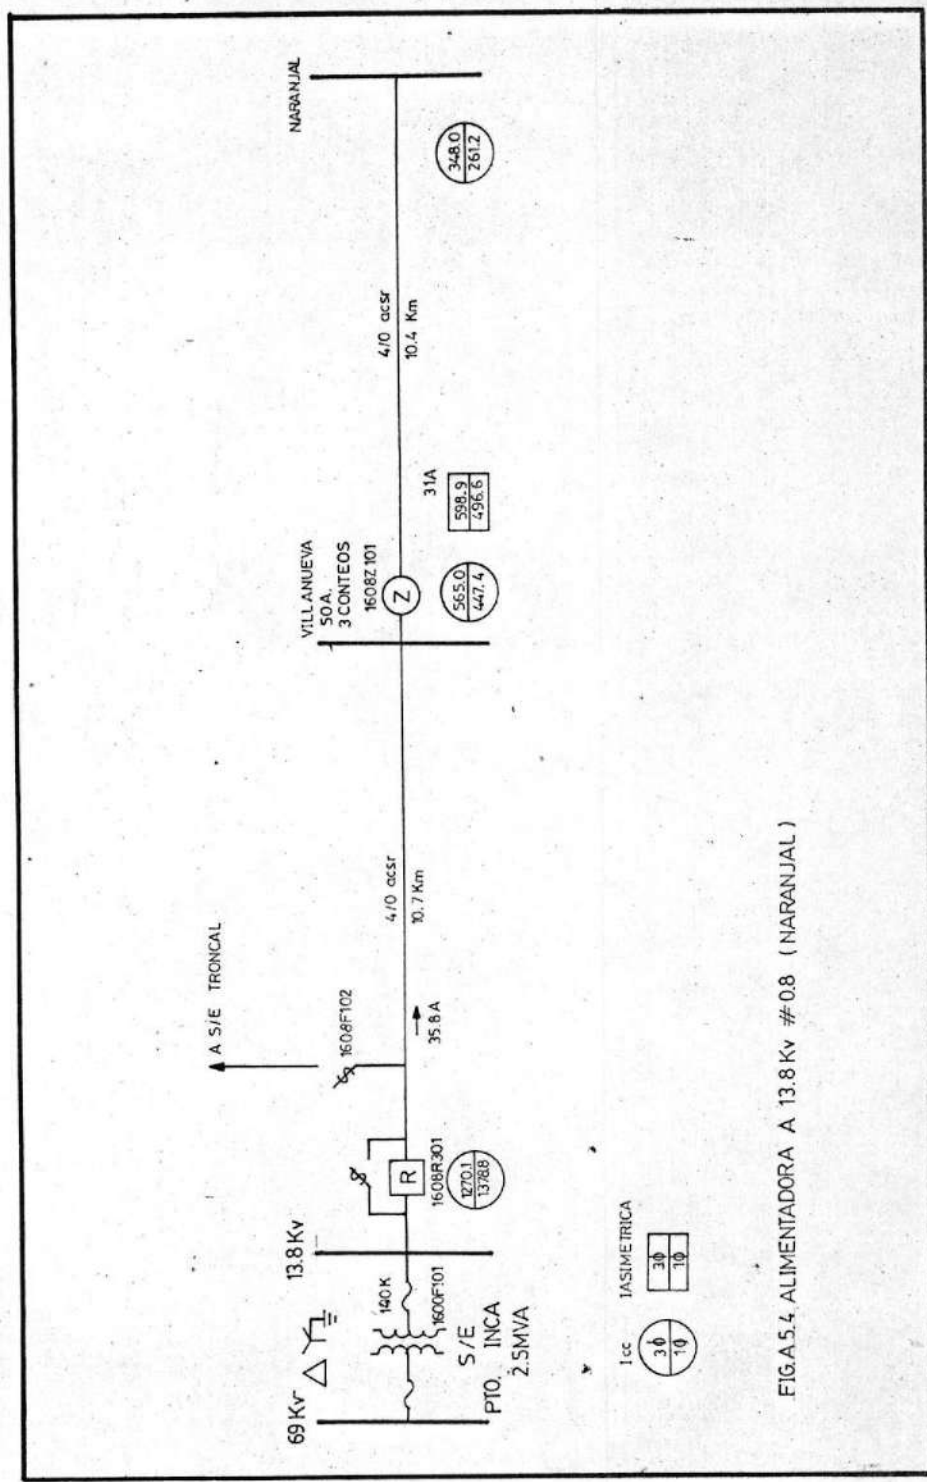 69 Kv
S/E
PTO. INCA
2.5MVA
140K
1600F101
13.8 Kv
R
1608R301
1270.1
1378.8
A S/E TRONCAL
1608F102
35.8 A
4/0 acsr
10.7 Km
VILLANUEVA
50 A.
3 CONTEOS
1608Z101
Z
565.0
447.4
31A
598.9
496.6
4/0 acsr
10.4 Km
NARANJAL
348.0
261.2
Icc
3Φ
1Φ
IASIMETRICA
3Φ
1Φ
FIG.A.5.4. ALIMENTADORA A 13.8 Kv # 0.8 (NARANJAL)